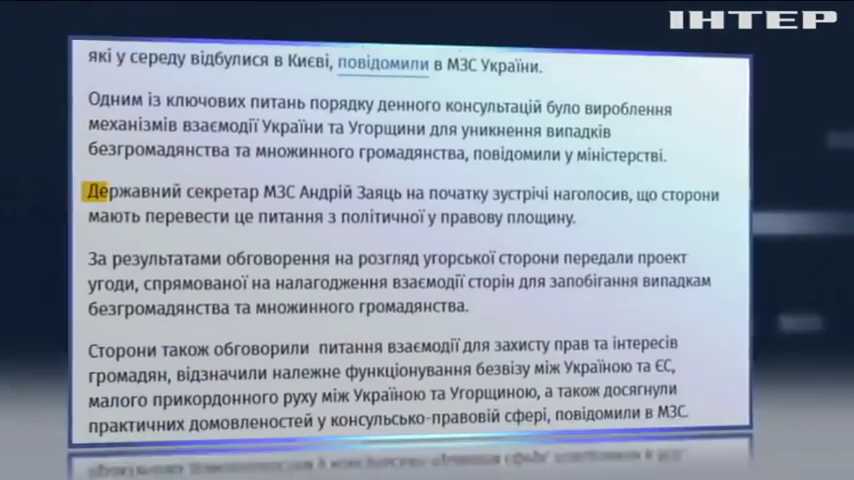 ІНТЕР
які у середу відбулися в Києві, повідомили в МЗС України.
Одним із ключових питань порядку денного консультацій було вироблення
механізмів взаємодії України та Угорщини для уникнення випадків
безгромадянства та множинного громадянства, повідомили у міністерстві.
Державний секретар МЗС Андрій Заяць на початку зустрічі наголосив, що сторони
мають перевести це питання з політичної у правову площину.
За результатами обговорення на розгляд угорської сторони передали проект
угоди, спрямованої на налагодження взаємодії сторін для запобігання випадкам
безгромадянства та множинного громадянства.
Сторони також обговорили питання взаємодії для захисту прав та інтересів
громадян, відзначили належне функціонування безвізу між Україною та ЄС,
малого прикордонного руху між Україною та Угорщиною, а також досягнули
практичних домовленостей у консульсько-правовій сфері, повідомили в МЗС.